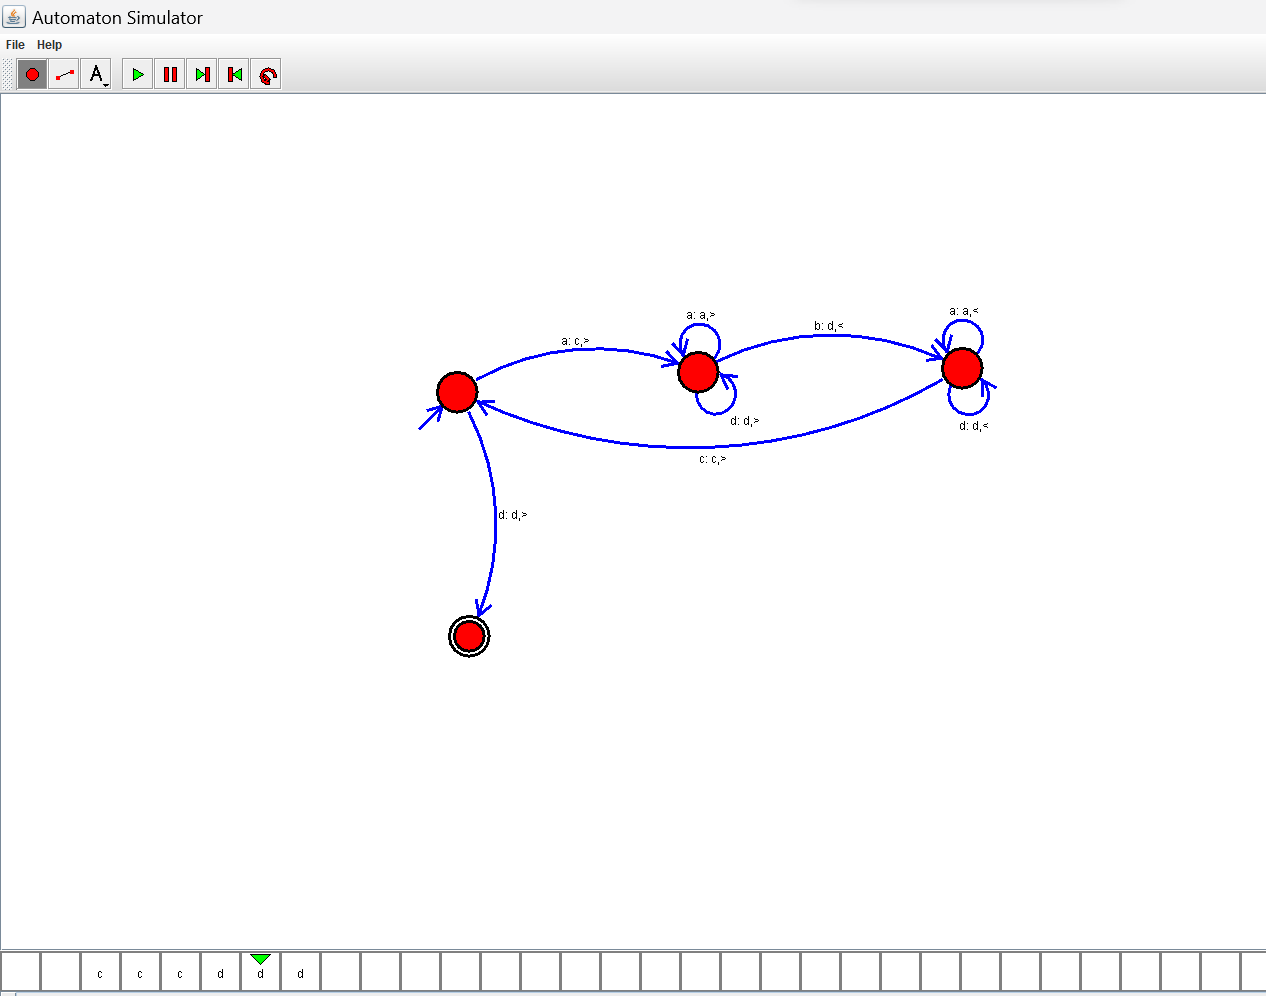 Automaton Simulator
File Help
A
a: a,>
a: a,<
b: d,<
a: c,>
d: d,>
d: d,<
c: c,>
d: d,>
c c c d d d